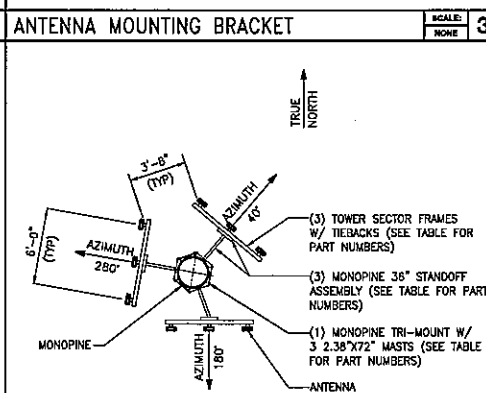 ANTENNA MOUNTING BRACKET
SCALE:
NONE
3
TRUE
NORTH
3'-8"
(TYP)
AZIMUTH
40°
6'-0"
(TYP)
AZIMUTH
280°
(3) TOWER SECTOR FRAMES
W/ TIEBACKS (SEE TABLE FOR
PART NUMBERS)
(3) MONOPINE 36" STANDOFF
ASSEMBLY (SEE TABLE FOR PART
NUMBERS)
(1) MONOPINE TRI-MOUNT W/
3 2.38"X72" MASTS (SEE TABLE
FOR PART NUMBERS)
MONOPINE
AZIMUTH
180°
ANTENNA